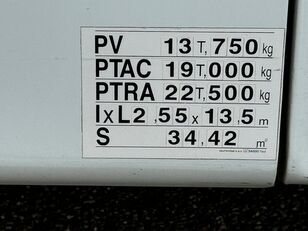 PV 13 T, 750 kg
PTAC 19 T, 000 kg
PTRA 22 T, 500 kg
l x L 2 ,55 x 13,5 m
S 34,42 m²